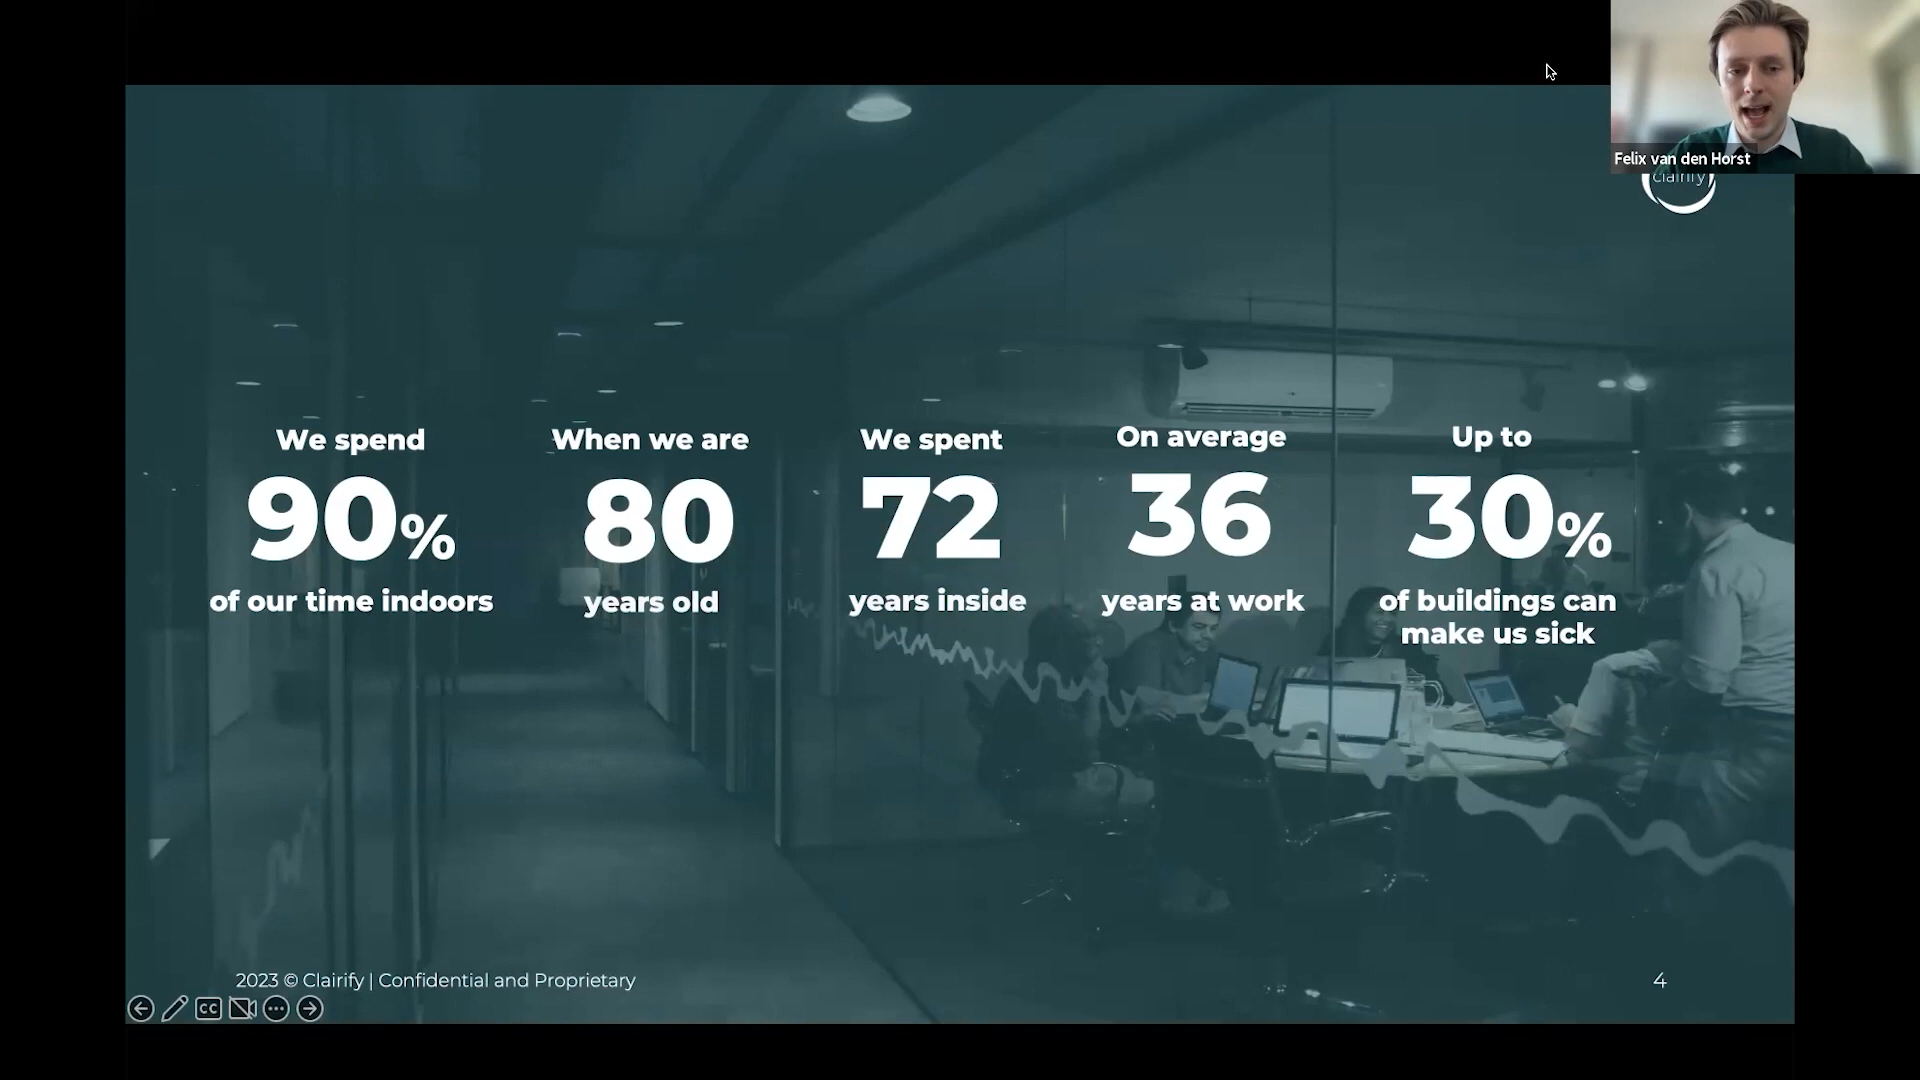 Felix van den Horst
clairify
We spend
90%
of our time indoors
When we are
80
years old
We spent
72
years inside
On average
36
years at work
Up to
30%
of buildings can
make us sick
2023 © Clairify | Confidential and Proprietary
4
CC